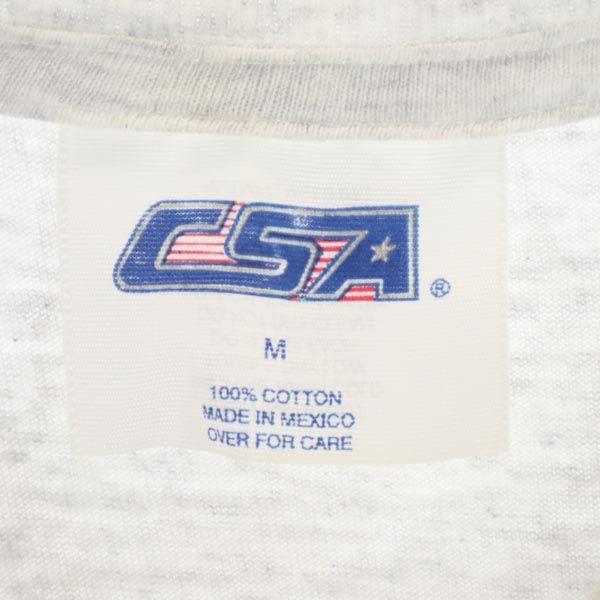 CSA®
M
100% COTTON
MADE IN MEXICO
OVER FOR CARE